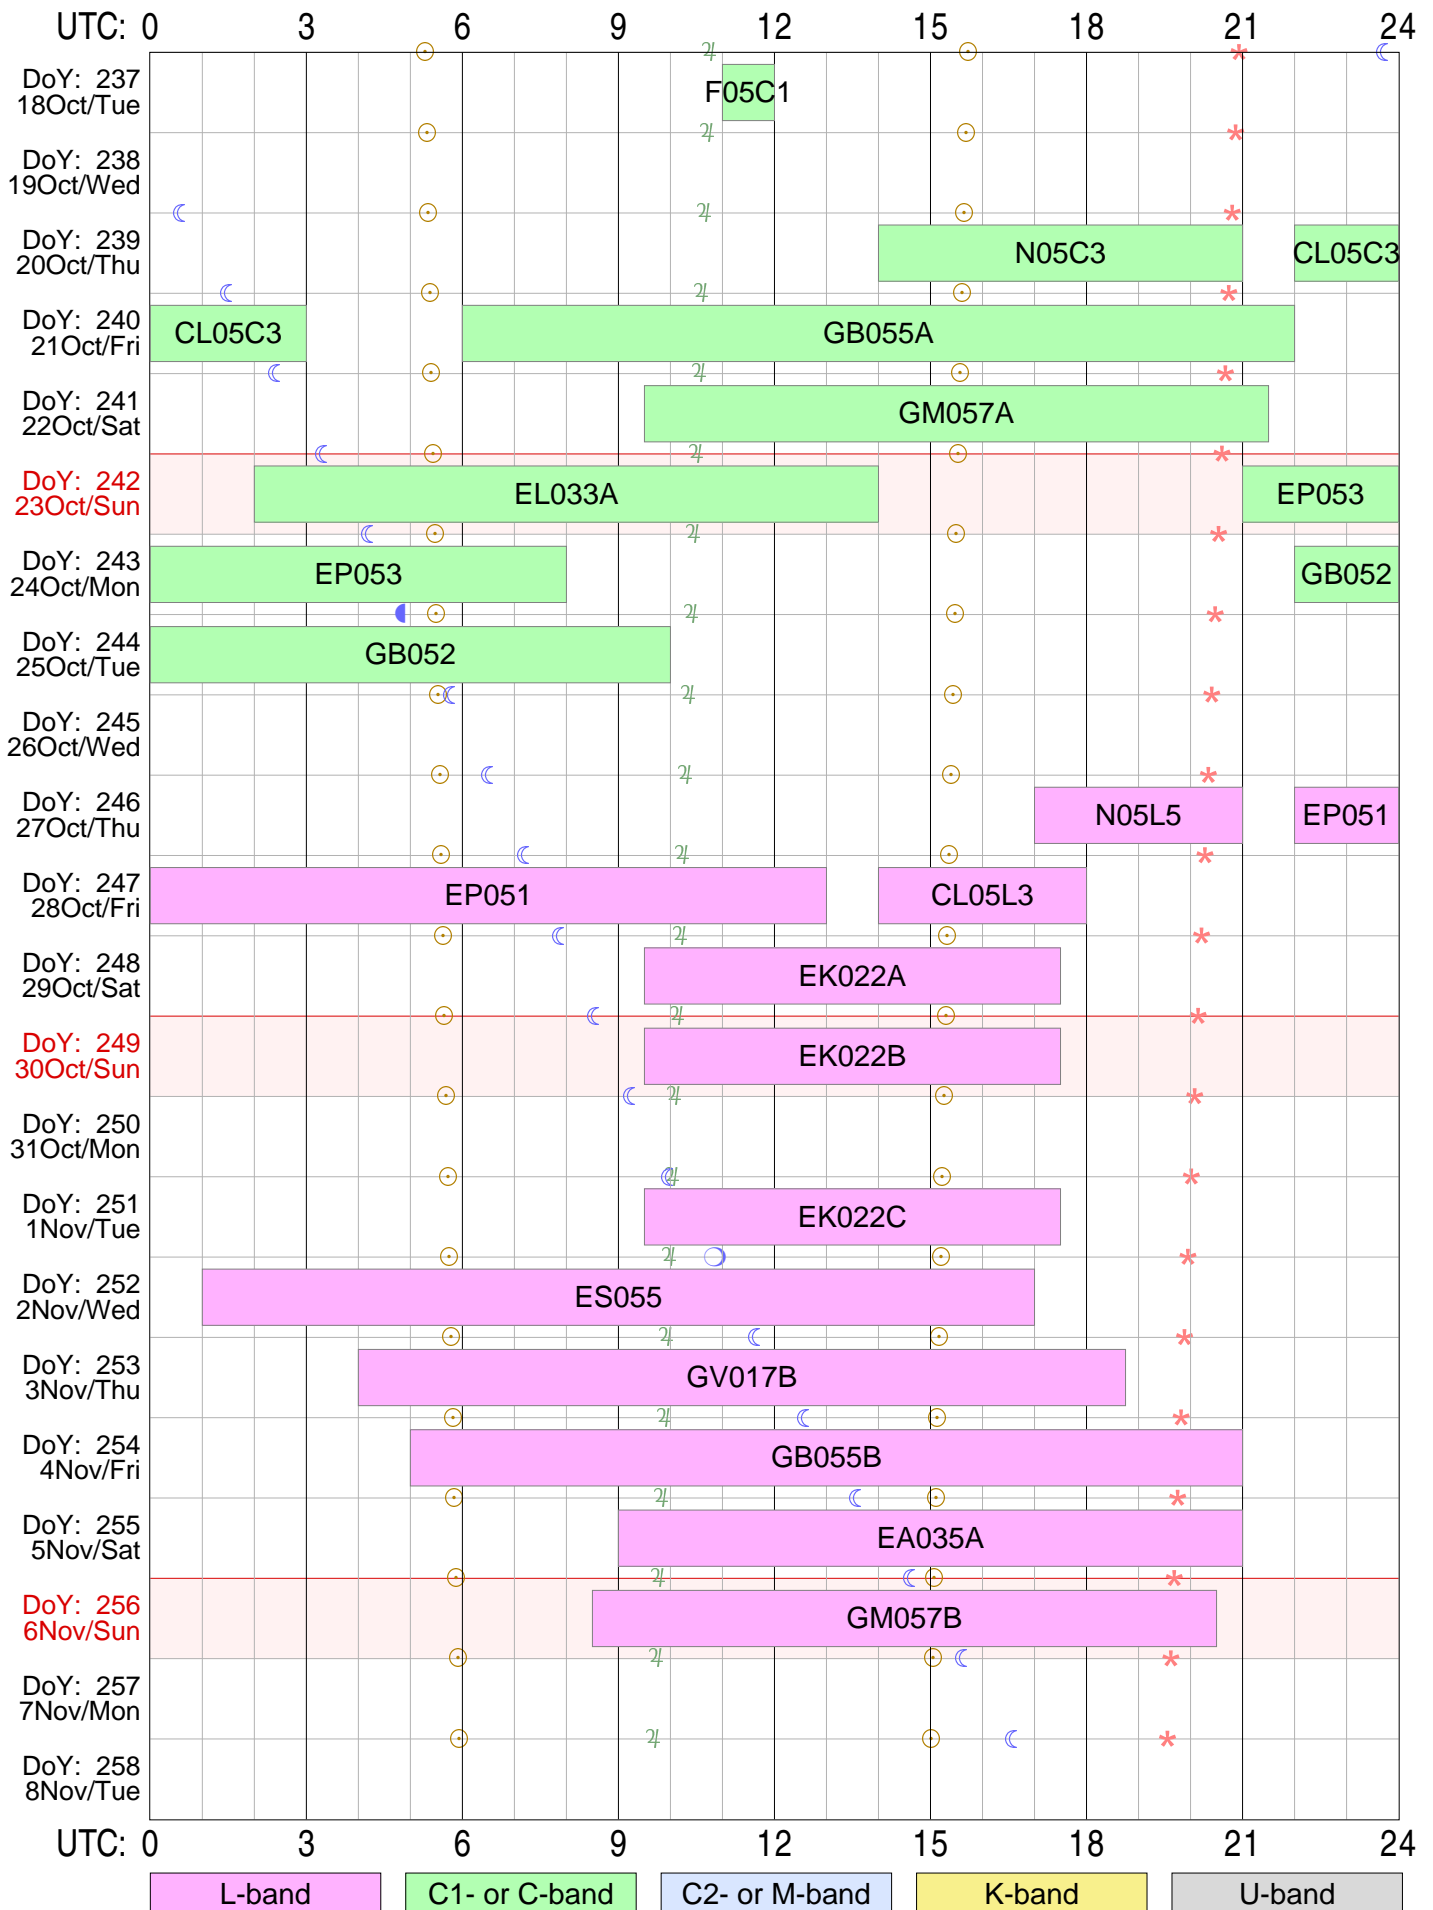 UTC: 0 3 6 9 12 15 18 21 24
DoY: 237
18Oct/Tue
F05C1
DoY: 238
19Oct/Wed
DoY: 239
20Oct/Thu
N05C3 CL05C3
DoY: 240
21Oct/Fri
CL05C3 GB055A
DoY: 241
22Oct/Sat
GM057A
DoY: 242
23Oct/Sun
EL033A EP053
DoY: 243
24Oct/Mon
EP053 GB052
DoY: 244
25Oct/Tue
GB052
DoY: 245
26Oct/Wed
DoY: 246
27Oct/Thu
N05L5 EP051
DoY: 247
28Oct/Fri
EP051 CL05L3
DoY: 248
29Oct/Sat
EK022A
DoY: 249
30Oct/Sun
EK022B
DoY: 250
31Oct/Mon
DoY: 251
1Nov/Tue
EK022C
DoY: 252
2Nov/Wed
ES055
DoY: 253
3Nov/Thu
GV017B
DoY: 254
4Nov/Fri
GB055B
DoY: 255
5Nov/Sat
EA035A
DoY: 256
6Nov/Sun
GM057B
DoY: 257
7Nov/Mon
DoY: 258
8Nov/Tue
UTC: 0 3 6 9 12 15 18 21 24
L-band C1- or C-band C2- or M-band K-band U-band